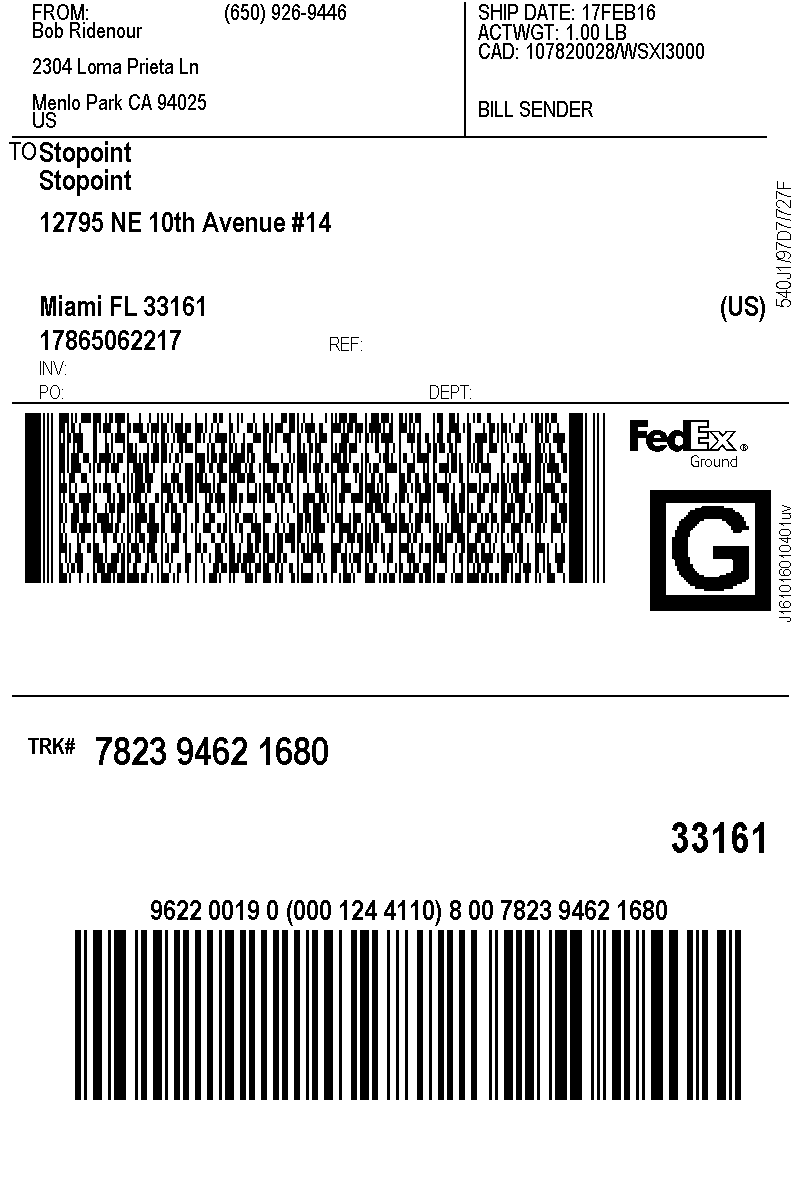 FROM: (650) 926-9446
Bob Ridenour
2304 Loma Prieta Ln
Menlo Park CA 94025
US
SHIP DATE: 17FEB16
ACTWGT: 1.00 LB
CAD: 107820028/WSXI3000
BILL SENDER
TO Stopoint
Stopoint
12795 NE 10th Avenue #14
Miami FL 33161 (US)
17865062217 REF:
INV:
PO: DEPT:
540J1/97D7/727F
FedEx®
Ground
G
J161016010401uv
TRK# 7823 9462 1680
33161
9622 0019 0 (000 124 4110) 8 00 7823 9462 1680